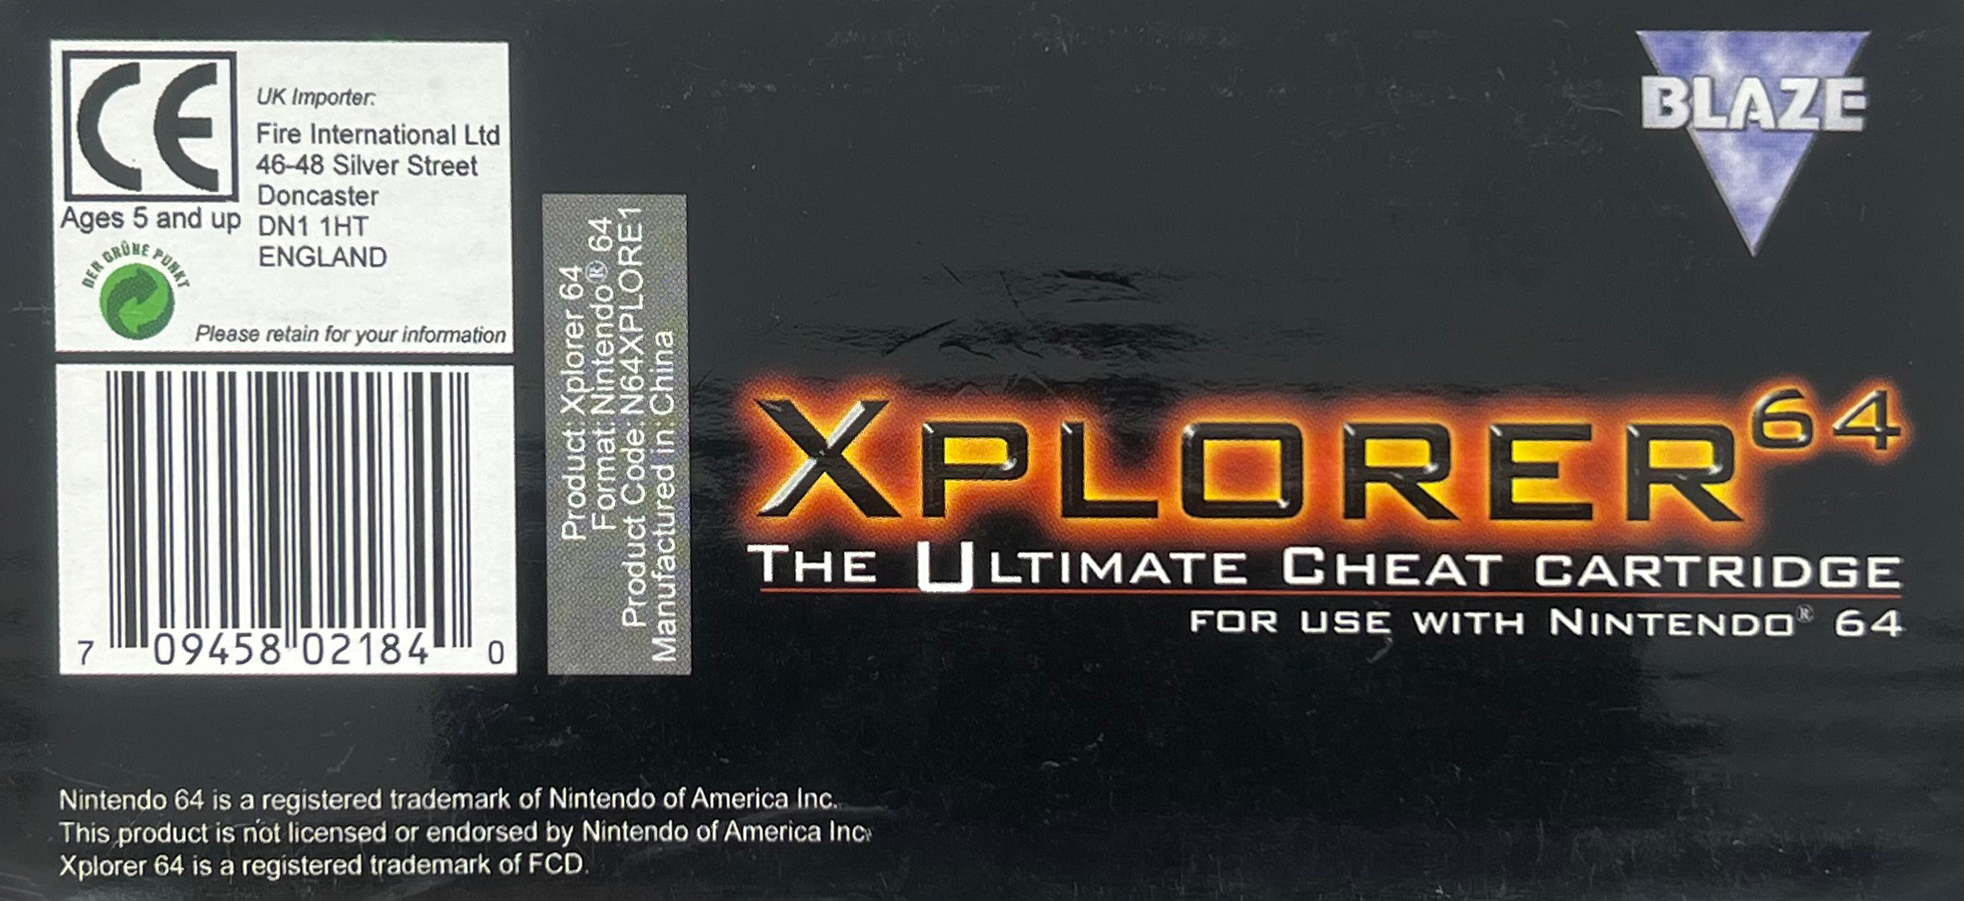 CE
Ages 5 and up
DER GRÜNE PUNKT
UK Importer:
Fire International Ltd
46-48 Silver Street
Doncaster
DN1 1HT
ENGLAND
Please retain for your information
7 09458 02184 0
Product: Xplorer 64
Format: Nintendo® 64
Product Code: N64XPLORE1
Manufactured in: China
BLAZE
XPLORER64
THE ULTIMATE CHEAT CARTRIDGE
FOR USE WITH NINTENDO® 64
Nintendo 64 is a registered trademark of Nintendo of America Inc.
This product is not licensed or endorsed by Nintendo of America Inc.
Xplorer 64 is a registered trademark of FCD.